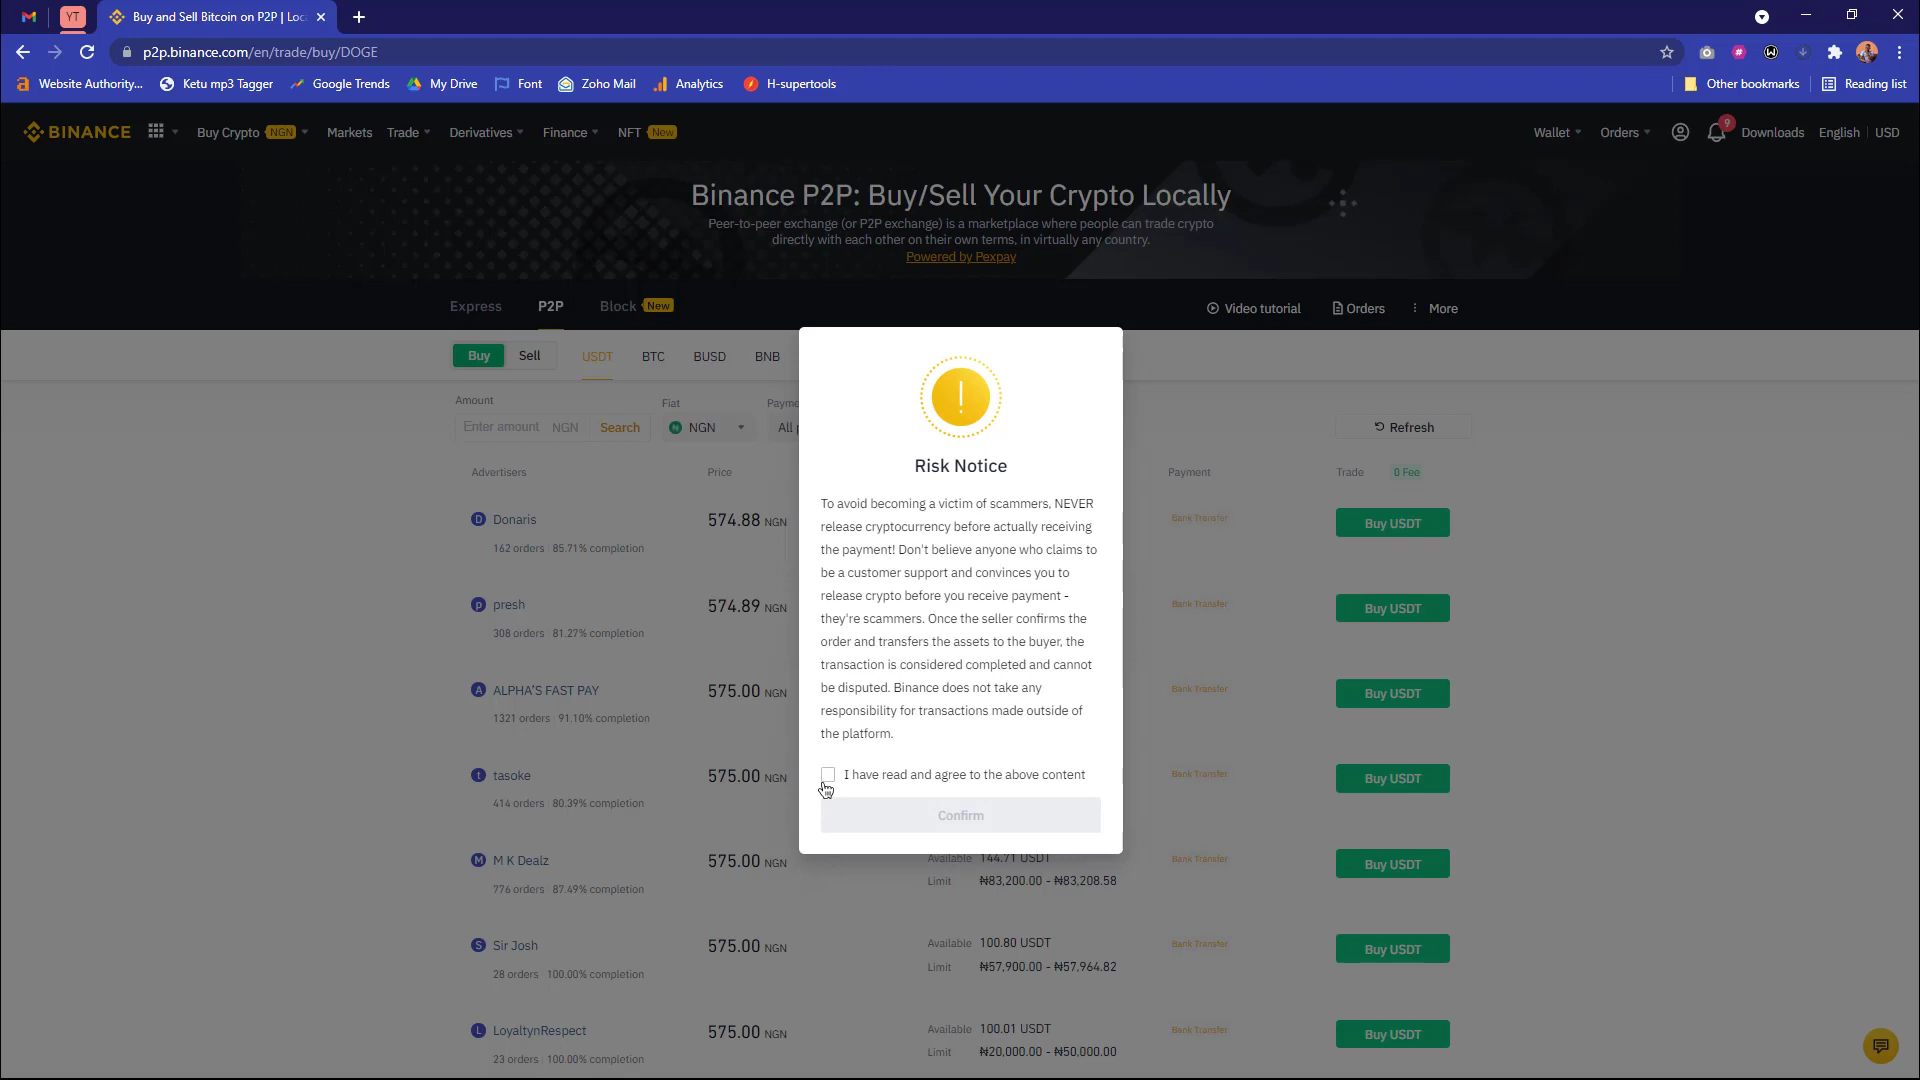 YT
Buy and Sell Bitcoin on P2P | Loc
p2p.binance.com/en/trade/buy/DOGE
Website Authority...
Ketu mp3 Tagger
Google Trends
My Drive
Font
Zoho Mail
Analytics
H-supertools
Other bookmarks
Reading list
BINANCE
Buy Crypto NGN
Markets
Trade
Derivatives
Finance
NFT New
Wallet
Orders
9
Downloads
English
USD
Binance P2P: Buy/Sell Your Crypto Locally
Peer-to-peer exchange (or P2P exchange) is a marketplace where people can trade crypto
directly with each other on their own terms, in virtually any country.
Powered by Pexpay
Express
P2P
Block New
Video tutorial
Orders
More
Buy
Sell
USDT
BTC
BUSD
BNB
Amount
Fiat
Enter amount NGN
Search
NGN
Refresh
Advertisers
Price
Payment
Trade
0 Fee
D Donaris
574.88 NGN
Bank Transfer
Buy USDT
162 orders 85.71% completion
p presh
574.89 NGN
Bank Transfer
Buy USDT
308 orders 81.27% completion
A ALPHA'S FAST PAY
575.00 NGN
Bank Transfer
Buy USDT
1321 orders 91.10% completion
t tasoke
575.00 NGN
Bank Transfer
Buy USDT
414 orders 80.39% completion
M M K Dealz
575.00 NGN
Available 144.71 USDT
Bank Transfer
Buy USDT
776 orders 87.49% completion
Limit ₦83,200.00 - ₦83,208.58
S Sir Josh
575.00 NGN
Available 100.80 USDT
Bank Transfer
Buy USDT
28 orders 100.00% completion
Limit ₦57,900.00 - ₦57,964.82
L LoyaltynRespect
575.00 NGN
Available 100.01 USDT
Bank Transfer
Buy USDT
23 orders 100.00% completion
Limit ₦20,000.00 - ₦50,000.00
Risk Notice
To avoid becoming a victim of scammers, NEVER
release cryptocurrency before actually receiving
the payment! Don't believe anyone who claims to
be a customer support and convinces you to
release crypto before you receive payment -
they're scammers. Once the seller confirms the
order and transfers the assets to the buyer, the
transaction is considered completed and cannot
be disputed. Binance does not take any
responsibility for transactions made outside of
the platform.
I have read and agree to the above content
Confirm